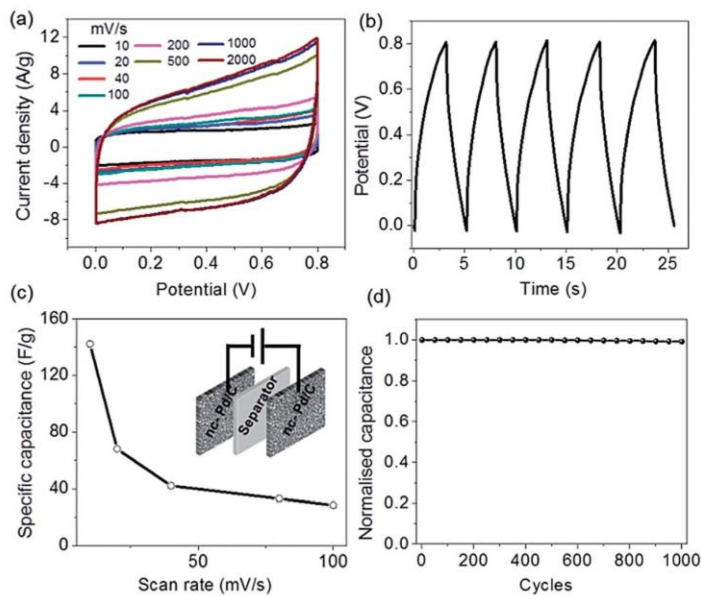 (a)
mV/s
10 200 1000
20 500 2000
40
100
12
8
4
0
-4
-8
0.0 0.2 0.4 0.6 0.8
Current density (A/g)
Potential (V)
(b)
0.8
0.6
0.4
0.2
0.0
0 5 10 15 20 25
Potential (V)
Time (s)
(c)
160
120
80
40
0
50 100
Specific capacitance (F/g)
Scan rate (mV/s)
nc- Pd/C
Separator
nc- Pd/C
(d)
1.0
0.8
0.6
0.4
0.2
0.0
0 200 400 600 800 1000
Normalised capacitance
Cycles